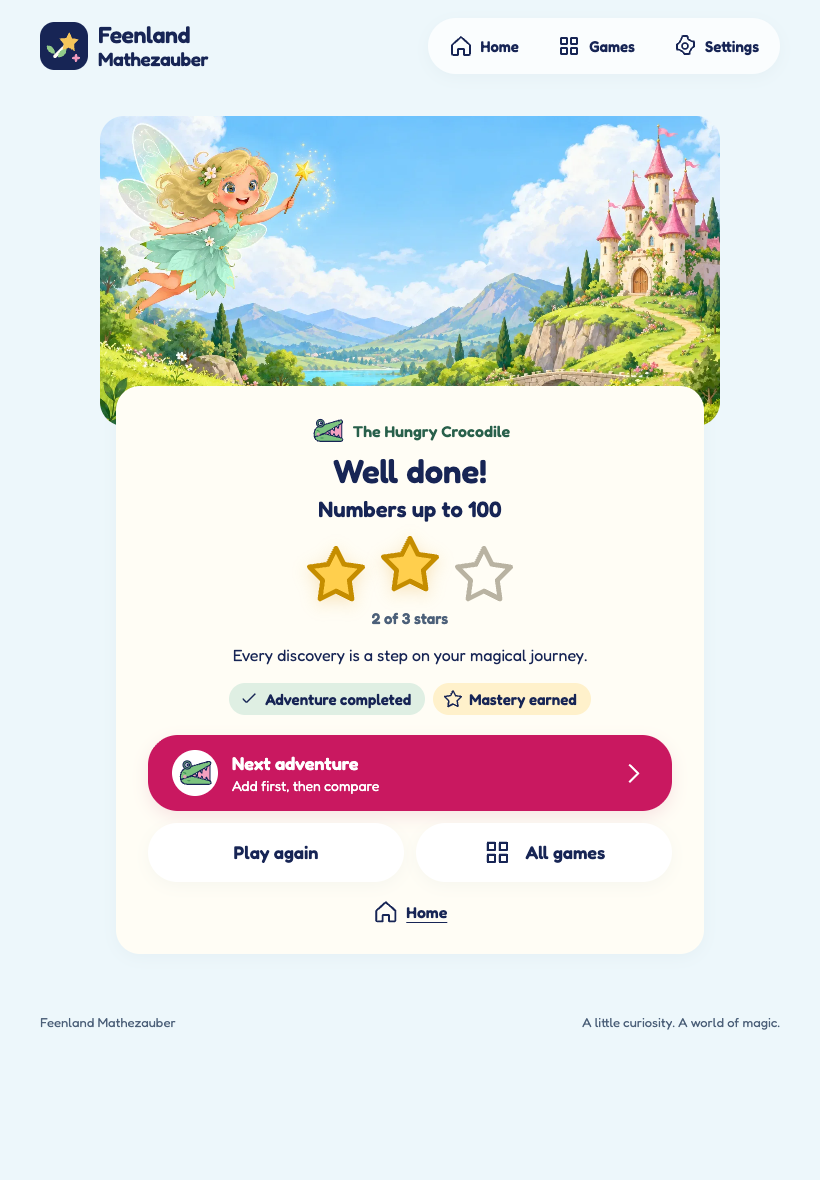 Feenland
Mathezauber
Home
Games
Settings
The Hungry Crocodile
Well done!
Numbers up to 100
2 of 3 stars
Every discovery is a step on your magical journey.
Adventure completed
Mastery earned
Next adventure
Add first, then compare
Play again
All games
Home
Feenland Mathezauber
A little curiosity. A world of magic.